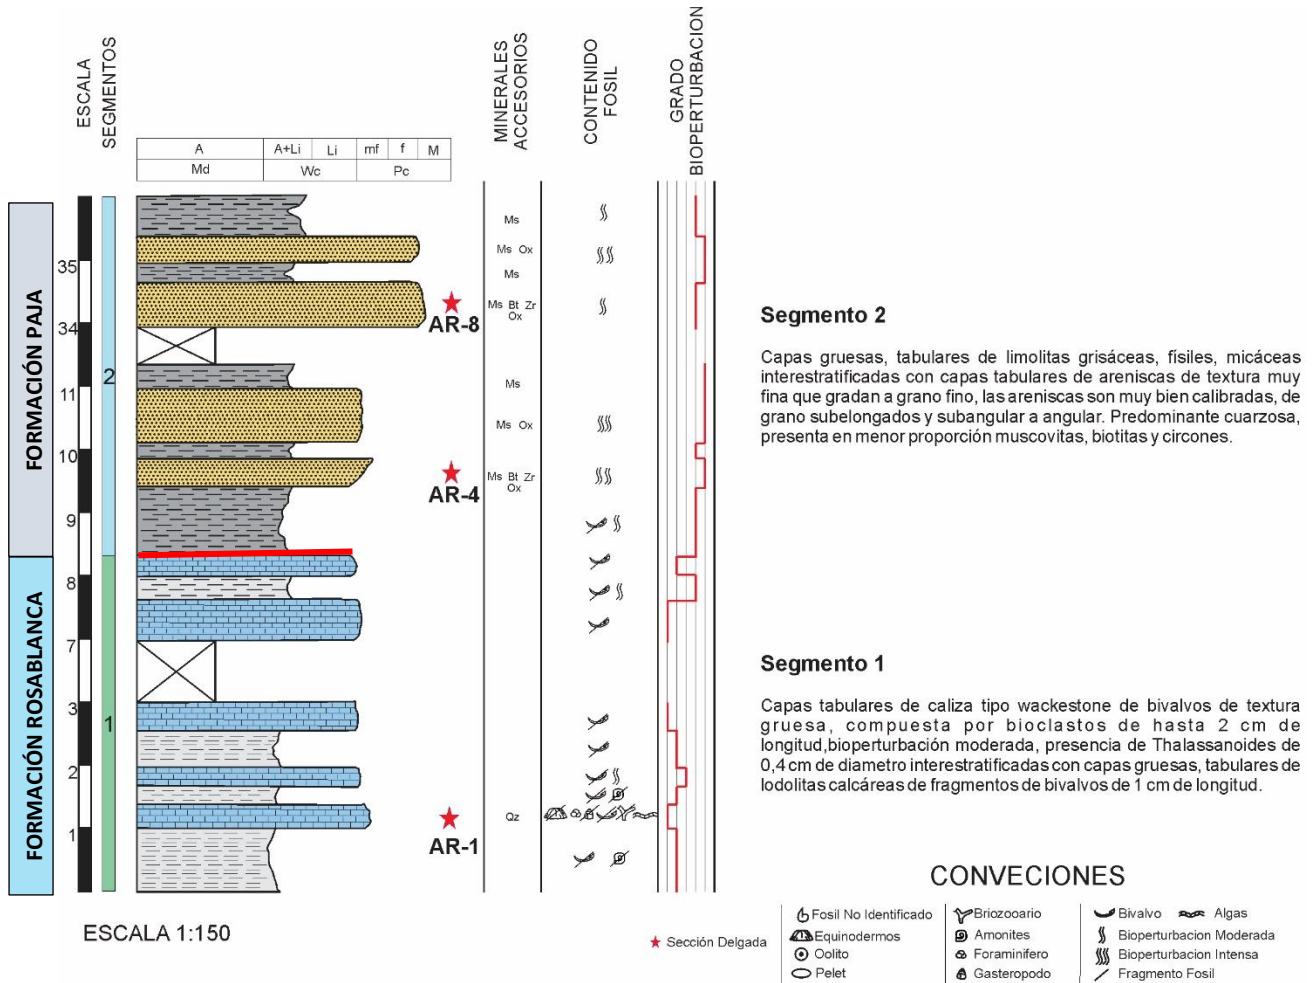 ESCALA
SEGMENTOS
MINERALES
ACCESORIOS
CONTENIDO
FOSIL
GRADO
BIOPERTURBACION
A A+Li Li mf f M
Md Wc Pc
FORMACIÓN PAJA
FORMACIÓN ROSABLANCA
35
34
11
10
9
8
7
3
2
1
2
1
AR-8
AR-4
AR-1
Ms
Ms Ox
Ms
Ms Bt Zr
Ox
Ms
Ms Ox
Ms Bt Zr
Ox
Qz
Segmento 2
Capas gruesas, tabulares de limolitas grisáceas, físiles, micáceas
interestratificadas con capas tabulares de areniscas de textura muy
fina que gradan a grano fino, las areniscas son muy bien calibradas, de
grano subelongados y subangular a angular. Predominante cuarzosa,
presenta en menor proporción muscovitas, biotitas y circones.
Segmento 1
Capas tabulares de caliza tipo wackestone de bivalvos de textura
gruesa, compuesta por bioclastos de hasta 2 cm de
longitud,bioperturbación moderada, presencia de Thalassanoides de
0,4 cm de diametro interestratificadas con capas gruesas, tabulares de
lodolitas calcáreas de fragmentos de bivalvos de 1 cm de longitud.
ESCALA 1:150
CONVECIONES
Sección Delgada
Fosil No Identificado
Equinodermos
Oolito
Pelet
Briozooario
Amonites
Foraminifero
Gasteropodo
Bivalvo Algas
Bioperturbacion Moderada
Bioperturbacion Intensa
Fragmento Fosil